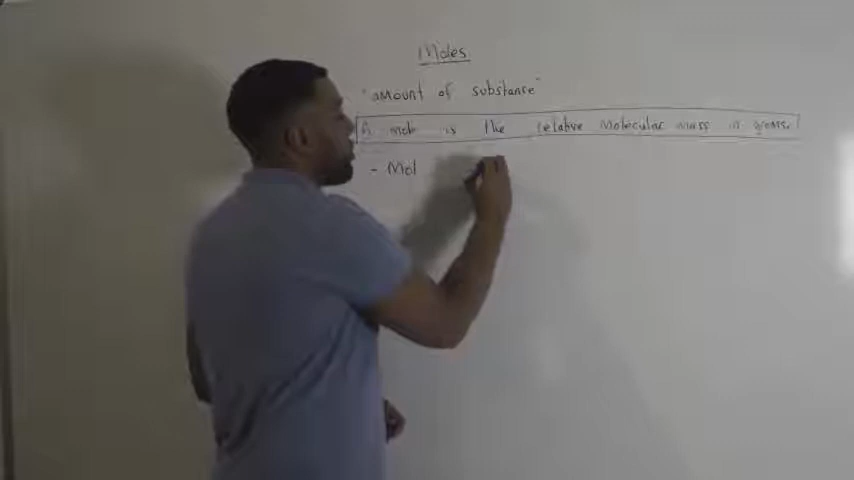 Moles
"amount of substance"
A mole is the relative molecular mass in grams.
- Mol